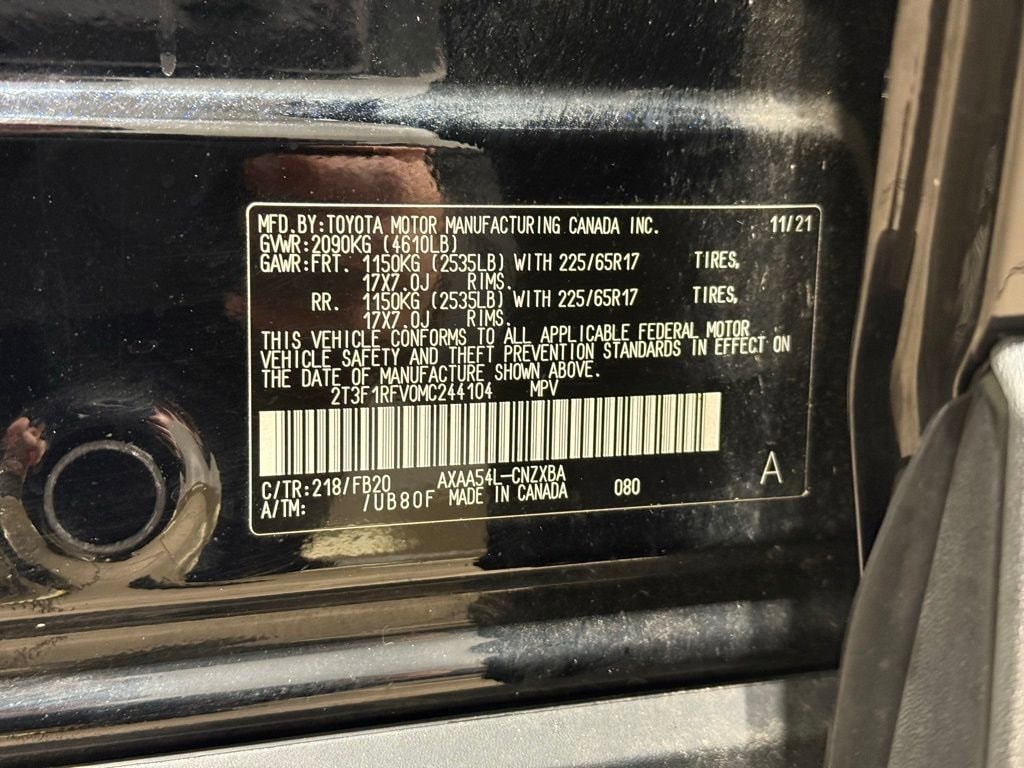 MFD.BY:TOYOTA MOTOR MANUFACTURING CANADA INC. 11/21
GVWR:2090KG (4610LB)
GAWR:FRT. 1150KG (2535LB) WITH 225/65R17 TIRES,
17X7.0J RIMS.
RR. 1150KG (2535LB) WITH 225/65R17 TIRES,
17X7.0J RIMS.
THIS VEHICLE CONFORMS TO ALL APPLICABLE FEDERAL MOTOR
VEHICLE SAFETY AND THEFT PREVENTION STANDARDS IN EFFECT ON
THE DATE OF MANUFACTURE SHOWN ABOVE.
2T3F1RFV0MC244104 MPV
C/TR:218/FB20 AXAA54L-CNZXBA
A/TM: /UB80F MADE IN CANADA 080 A